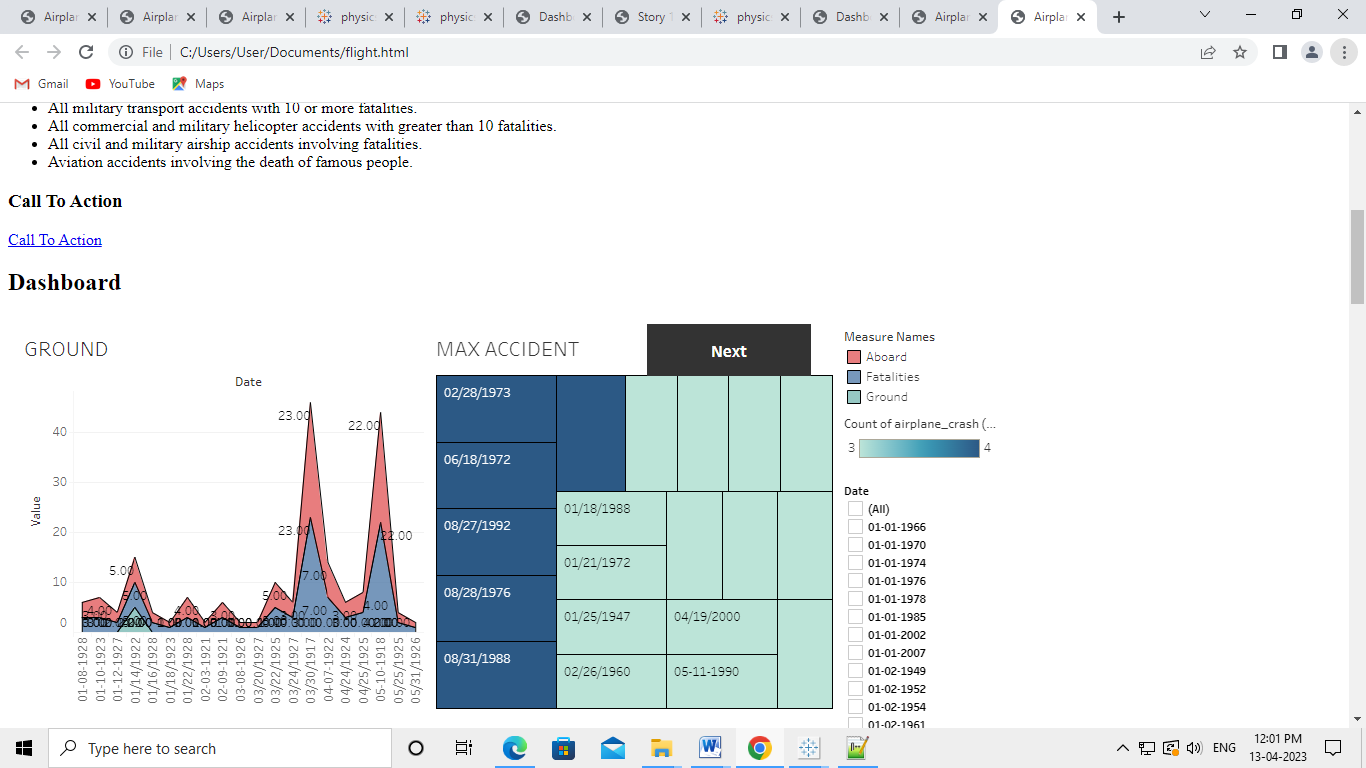 Airplan
Airplan
Airplan
physic
physic
Dashb
Story 1
physic
Dashb
Airplan
Airplan
File
C:/Users/User/Documents/flight.html
Gmail
YouTube
Maps
All military transport accidents with 10 or more fatalities.
All commercial and military helicopter accidents with greater than 10 fatalities.
All civil and military airship accidents involving fatalities.
Aviation accidents involving the death of famous people.
Call To Action
Call To Action
Dashboard
GROUND
Date
Value
40
30
20
10
0
23.00
22.00
23.00
22.00
5.00
7.00
5.00
7.00
4.00
4.00
4.00
01-08-1928
01-10-1923
01-12-1927
01/14/1922
01/16/1928
01/18/1923
01/22/1928
02-03-1921
02-09-1921
03-08-1926
03/20/1927
03/22/1925
03/24/1927
03/30/1917
04-07-1922
04/24/1924
04/25/1925
05-10-1918
05/25/1925
05/31/1926
MAX ACCIDENT
Next
02/28/1973
06/18/1972
08/27/1992
08/28/1976
08/31/1988
01/18/1988
01/21/1972
01/25/1947
04/19/2000
02/26/1960
05-11-1990
Measure Names
Aboard
Fatalities
Ground
Count of airplane_crash (...
3
4
Date
(All)
01-01-1966
01-01-1970
01-01-1974
01-01-1976
01-01-1978
01-01-1985
01-01-2002
01-01-2007
01-02-1949
01-02-1952
01-02-1954
01-02-1961
Type here to search
ENG
12:01 PM
13-04-2023